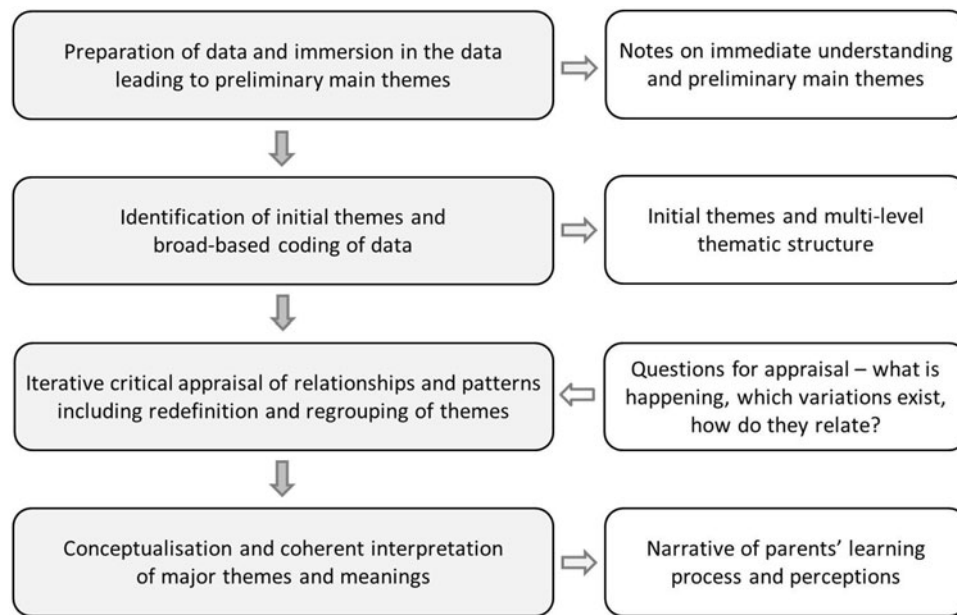 Preparation of data and immersion in the data
leading to preliminary main themes
Notes on immediate understanding
and preliminary main themes
Identification of initial themes and
broad-based coding of data
Initial themes and multi-level
thematic structure
Iterative critical appraisal of relationships and patterns
including redefinition and regrouping of themes
Questions for appraisal – what is
happening, which variations exist,
how do they relate?
Conceptualisation and coherent interpretation
of major themes and meanings
Narrative of parents’ learning
process and perceptions